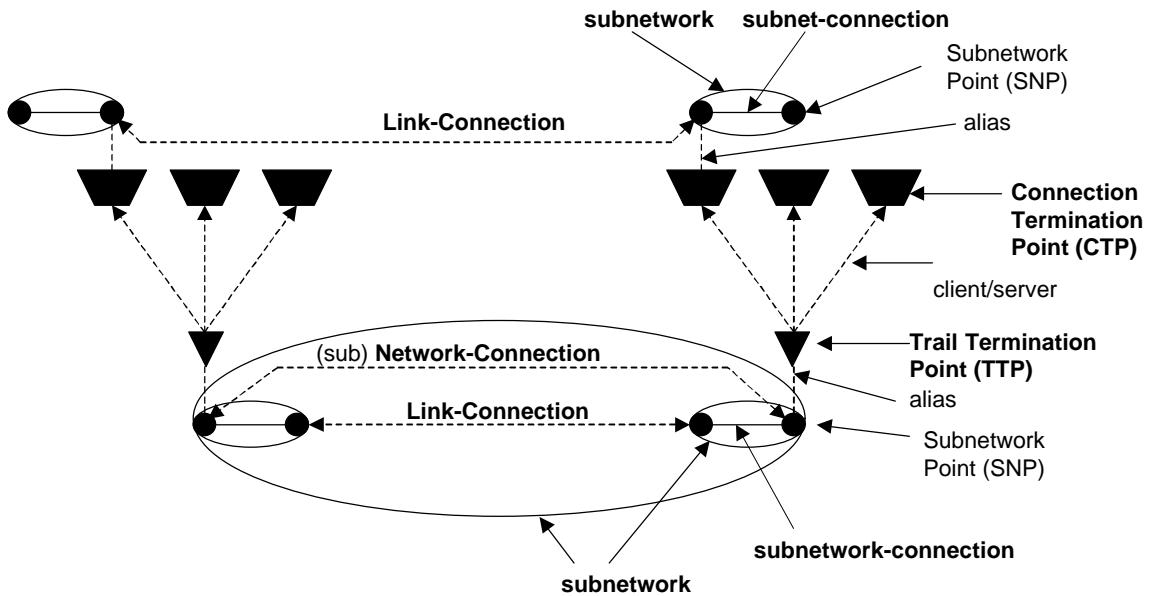 subnetwork subnet-connection
Subnetwork
Point (SNP)
Link-Connection
alias
Connection
Termination
Point (CTP)
client/server
(sub) Network-Connection
Trail Termination
Point (TTP)
alias
Link-Connection
Subnetwork
Point (SNP)
subnetwork-connection
subnetwork